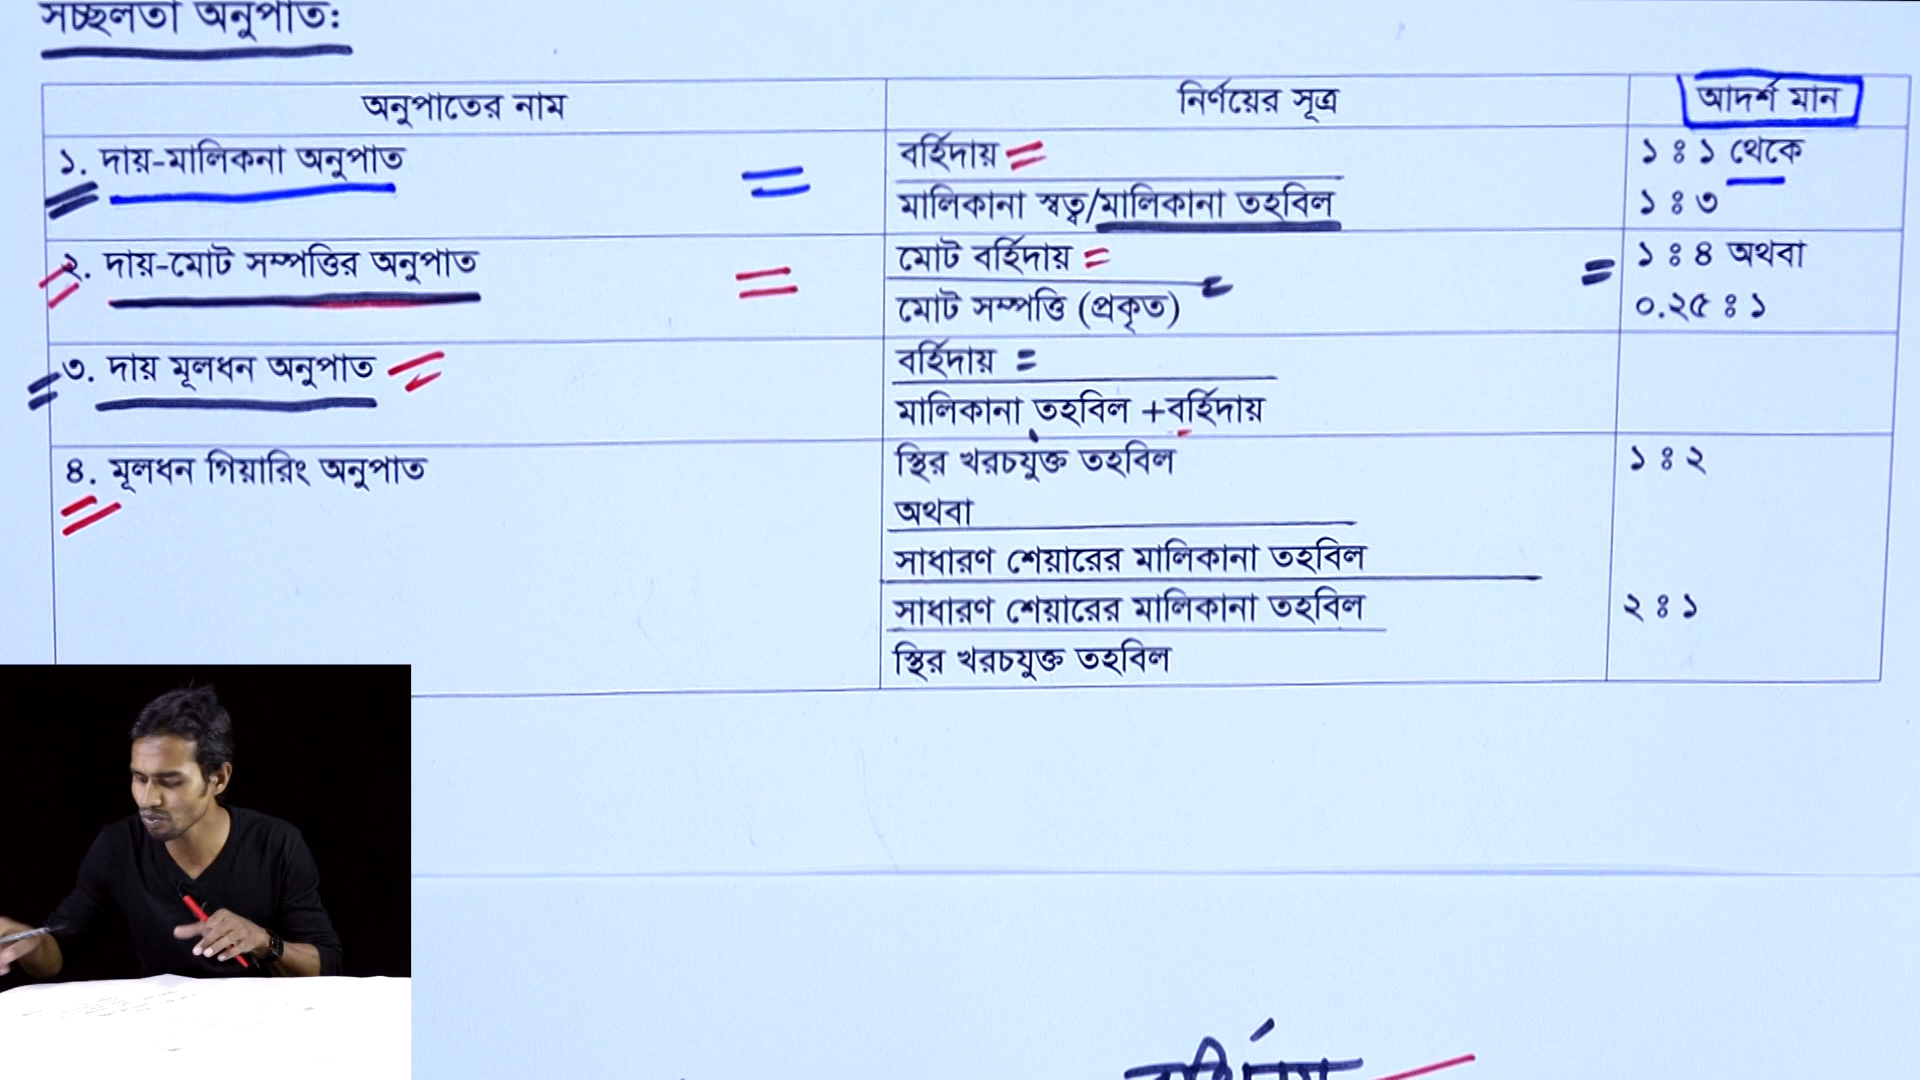 সচ্ছলতা অনুপাত:
অনুপাতের নাম নির্ণয়ের সূত্র আদর্শ মান
১. দায়-মালিকনা অনুপাত = বর্হিদায় = ১ ঃ ১ থেকে
মালিকানা স্বত্ব/মালিকানা তহবিল ১ ঃ ৩
২. দায়-মোট সম্পত্তির অনুপাত = মোট বর্হিদায় = ১ ঃ ৪ অথবা
মোট সম্পত্তি (প্রকৃত) ০.২৫ ঃ ১
৩. দায় মূলধন অনুপাত বর্হিদায় =
মালিকানা তহবিল +বর্হিদায়
৪. মূলধন গিয়ারিং অনুপাত স্থির খরচযুক্ত তহবিল ১ ঃ ২
অথবা
সাধারণ শেয়ারের মালিকানা তহবিল
সাধারণ শেয়ারের মালিকানা তহবিল ২ ঃ ১
স্থির খরচযুক্ত তহবিল